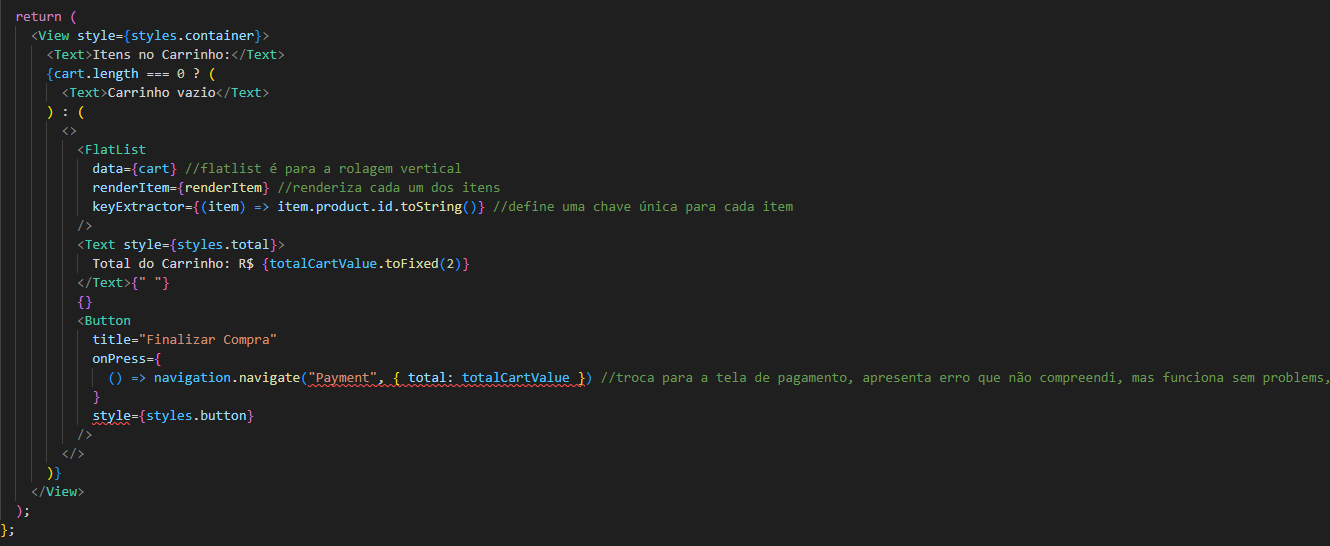 return (
<View style={styles.container}>
<Text>Itens no Carrinho:</Text>
{cart.length === 0 ? (
<Text>Carrinho vazio</Text>
) : (
<>
<FlatList
data={cart} //flatlist é para a rolagem vertical
renderItem={renderItem} //renderiza cada um dos itens
keyExtractor={(item) => item.product.id.toString()} //define uma chave única para cada item
/>
<Text style={styles.total}>
Total do Carrinho: R$ {totalCartValue.toFixed(2)}
</Text>{" "}
{}
<Button
title="Finalizar Compra"
onPress={
() => navigation.navigate("Payment", { total: totalCartValue }) //troca para a tela de pagamento, apresenta erro que não compreendi, mas funciona sem problems,
}
style={styles.button}
/>
</>
)}
</View>
);
};